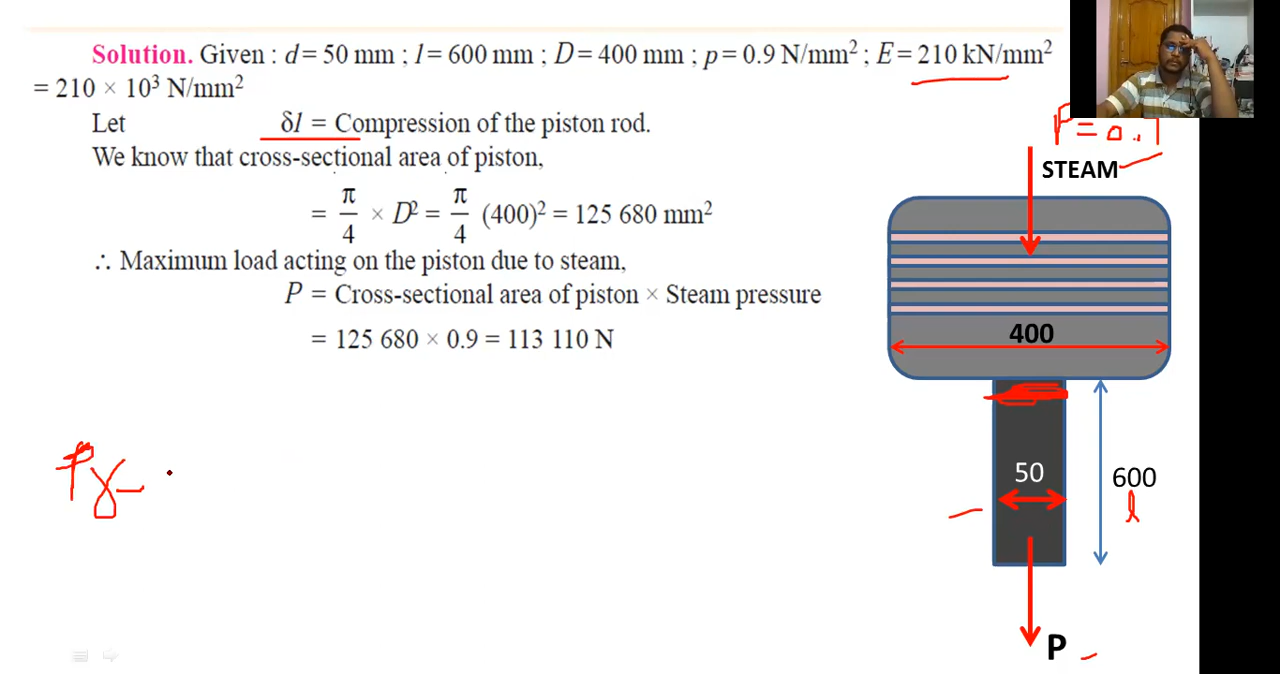 Solution. Given : d = 50 mm ; l = 600 mm ; D = 400 mm ; p = 0.9 N/mm² ; E = 210 kN/mm²
= 210 × 10³ N/mm²
Let δl = Compression of the piston rod.
We know that cross-sectional area of piston,
= π/4 × D² = π/4 (400)² = 125 680 mm²
∴ Maximum load acting on the piston due to steam,
P = Cross-sectional area of piston × Steam pressure
= 125 680 × 0.9 = 113 110 N
STEAM
400
50
600
l
P